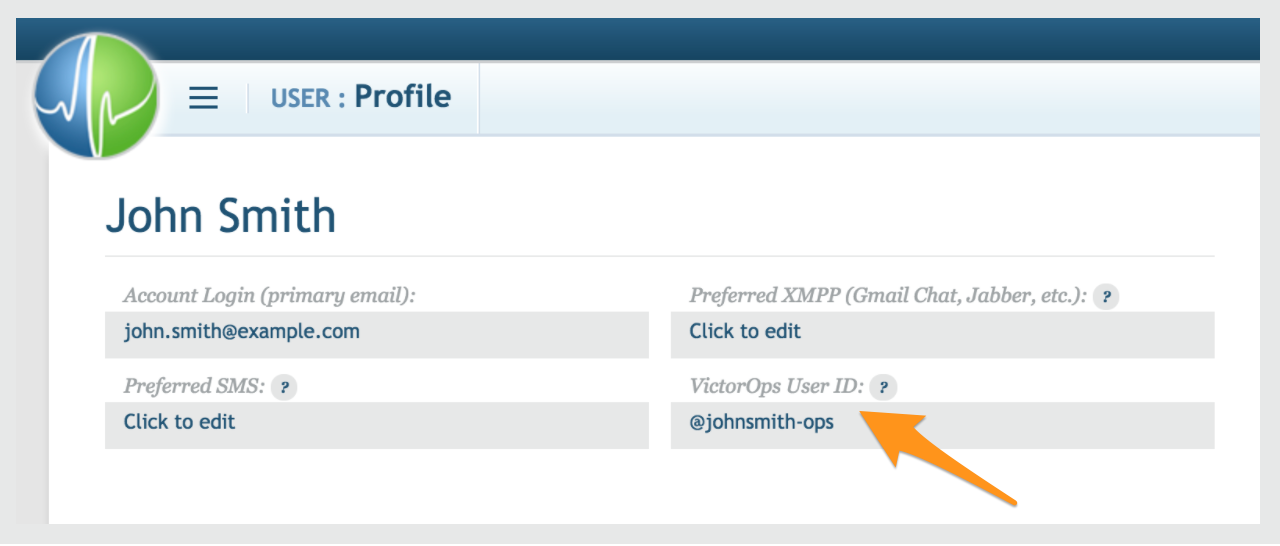 USER : Profile
John Smith
Account Login (primary email):
john.smith@example.com
Preferred XMPP (Gmail Chat, Jabber, etc.): ?
Click to edit
Preferred SMS: ?
Click to edit
VictorOps User ID: ?
@johnsmith-ops